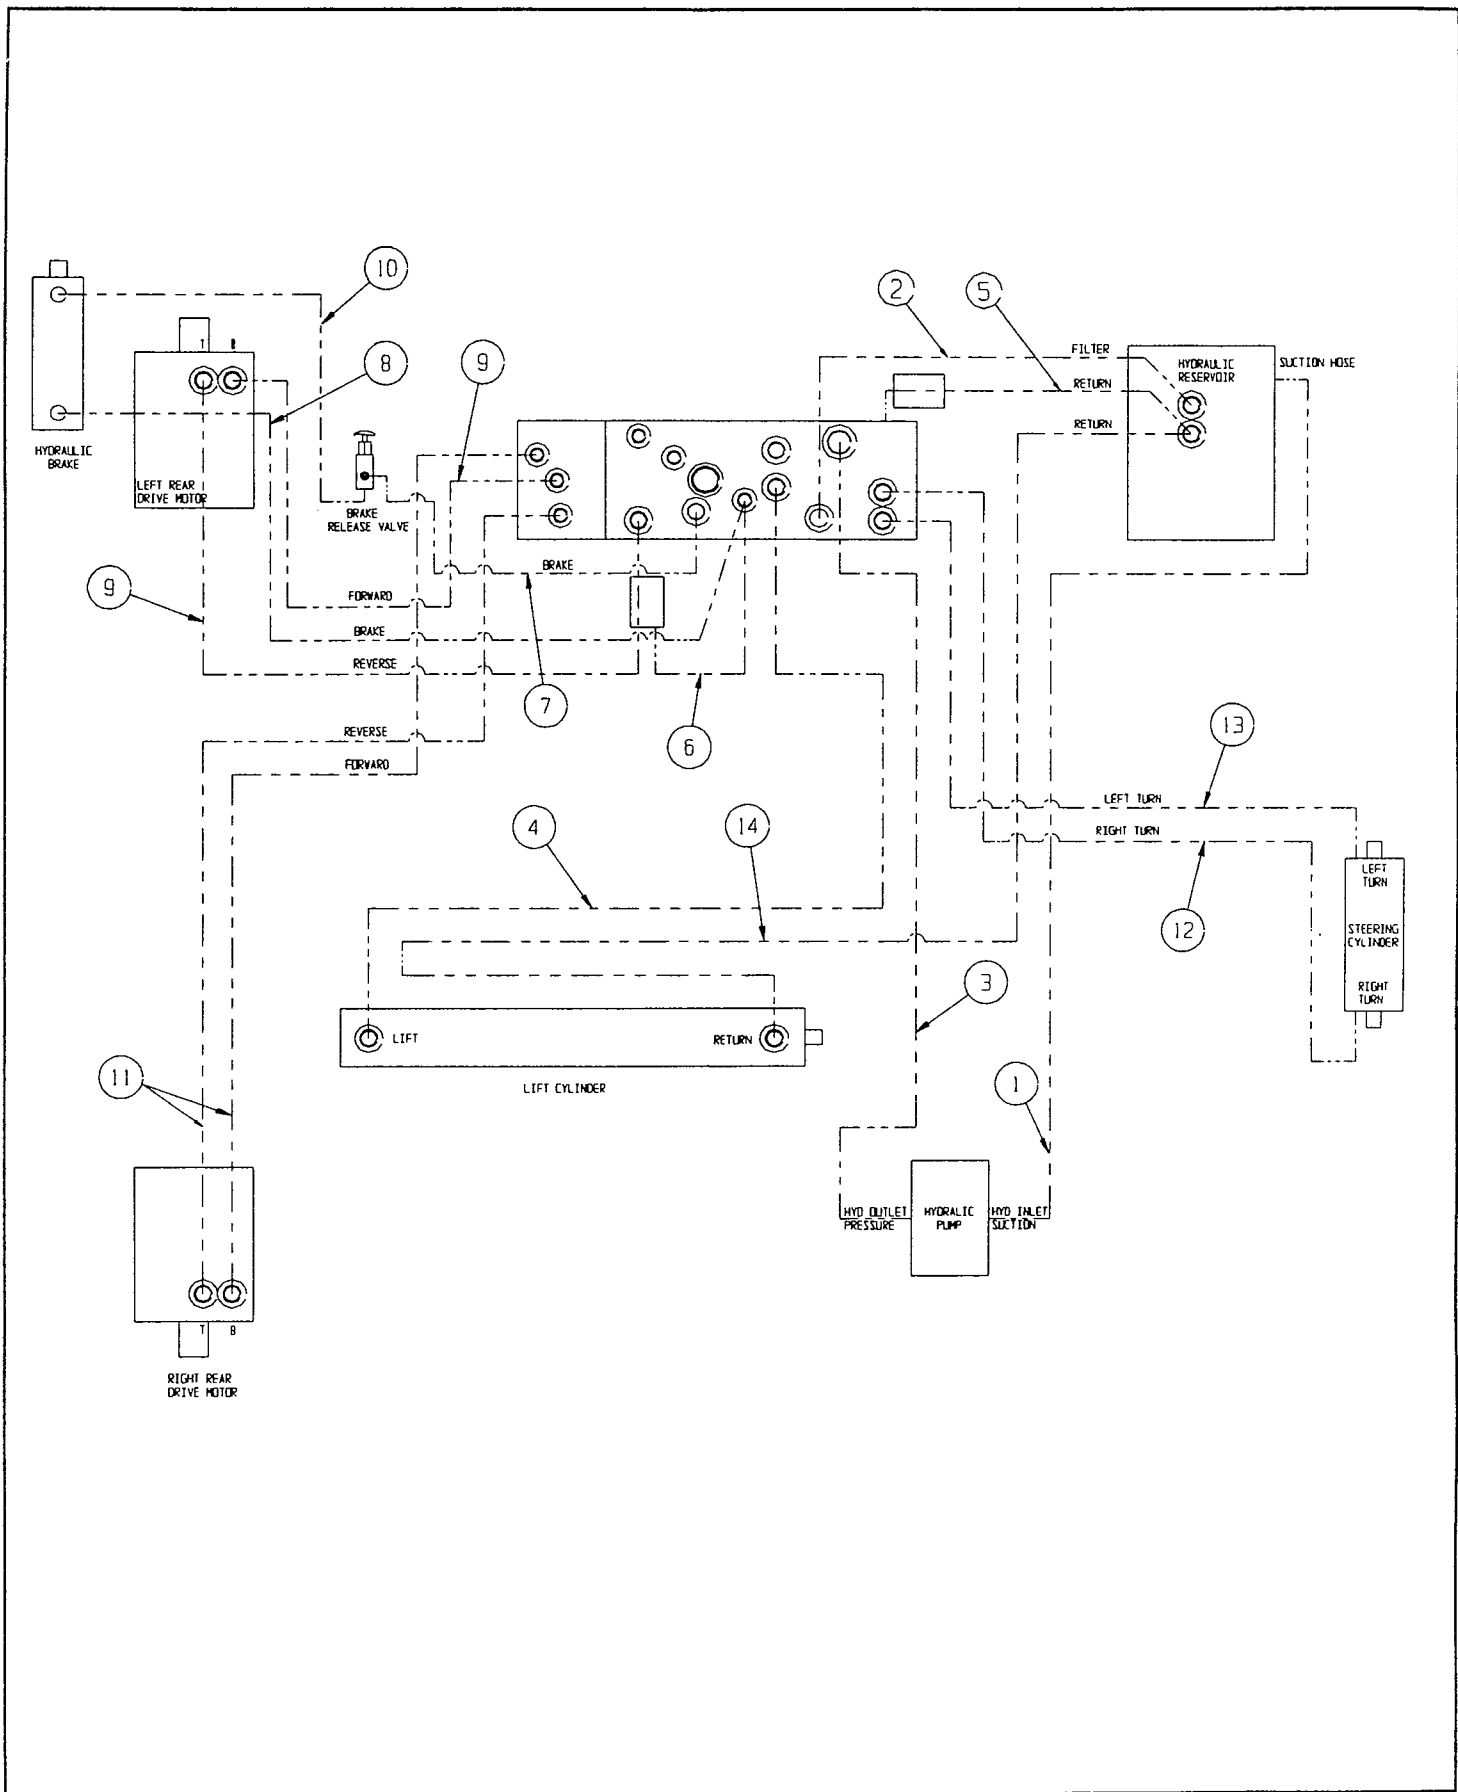 10
2
5
8
9
FILTER
HYDRAULIC
RESERVOIR
SUCTION HOSE
RETURN
RETURN
T
HYDRAULIC
BRAKE
LEFT REAR
DRIVE MOTOR
BRAKE
RELEASE VALVE
BRAKE
9
FORWARD
BRAKE
REVERSE
7
6
REVERSE
FORWARD
13
LEFT TURN
RIGHT TURN
4
14
12
LEFT
TURN
STEERING
CYLINDER
RIGHT
TURN
3
LIFT
RETURN
LIFT CYLINDER
11
1
HYD OUTLET
PRESSURE
HYDRALIC
PUMP
HYD INLET
SUCTION
T B
RIGHT REAR
DRIVE MOTOR